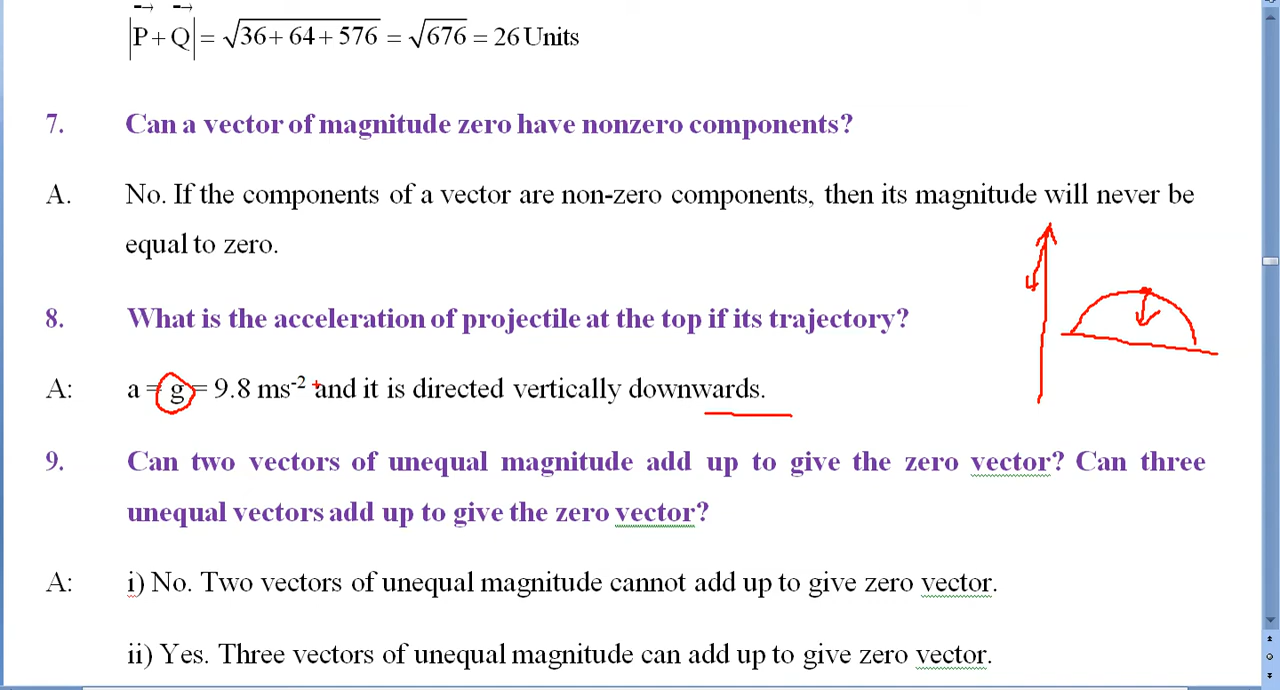 |P + Q| = √36 + 64 + 576 = √676 = 26 Units
7. Can a vector of magnitude zero have nonzero components?
A. No. If the components of a vector are non-zero components, then its magnitude will never be
equal to zero.
8. What is the acceleration of projectile at the top if its trajectory?
A: a = g = 9.8 ms⁻² and it is directed vertically downwards.
9. Can two vectors of unequal magnitude add up to give the zero vector? Can three
unequal vectors add up to give the zero vector?
A: i) No. Two vectors of unequal magnitude cannot add up to give zero vector.
ii) Yes. Three vectors of unequal magnitude can add up to give zero vector.